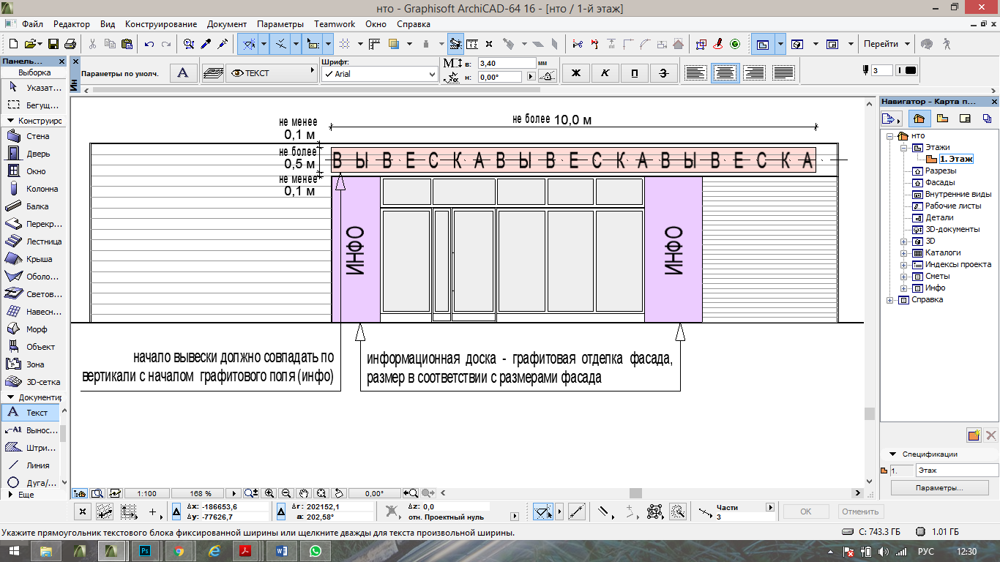 нто - Graphisoft ArchiCAD-64 16 - [нто / 1-й этаж]
Файл Редактор Вид Конструирование Документ Параметры Teamwork Окно Справка
Перейти
Панель...
Выборка
Указат...
Бегущ...
Конструирс
Стена
Дверь
Окно
Колонна
Балка
Перекр...
Лестница
Крыша
Оболо...
Светов...
Навесн...
Морф
Объект
Зона
3D-сетка
Документир
Текст
Вынос...
Штри...
Линия
Дуга/...
Еще
Ин
Параметры по умолч.
ТЕКСТ
Шрифт:
Arial
в: 3,40 мм
н: 0,00°
Ж К П З
3
не менее
0,1 м
не более
0,5 м
не менее
0,1 м
не более 10,0 м
ВЫВЕСКАВЫВЕСКАВЫВЕСКА
ИНФО
ИНФО
начало вывески должно совпадать по
вертикали с началом графитового поля (инфо)
информационная доска - графитовая отделка фасада,
размер в соответствии с размерами фасада
Навигатор - Карта п...
нто
Этажи
1. Этаж
Разрезы
Фасады
Внутренние виды
Рабочие листы
Детали
3D-документы
3D
Каталоги
Индексы проекта
Сметы
Инфо
Справка
Спецификации
1. Этаж
Параметры...
1:100 168 % 0,00°
Δx: -186653,6
Δy: -77626,7
Δr: 202152,1
a: 202,58°
Δz: 0,0
отн. Проектный нуль
Части
3
ОК Отменить
Укажите прямоугольник текстового блока фиксированной ширины или щелкните дважды для текста произвольной ширины.
C: 743.3 ГБ 1.01 ГБ
РУС 12:30